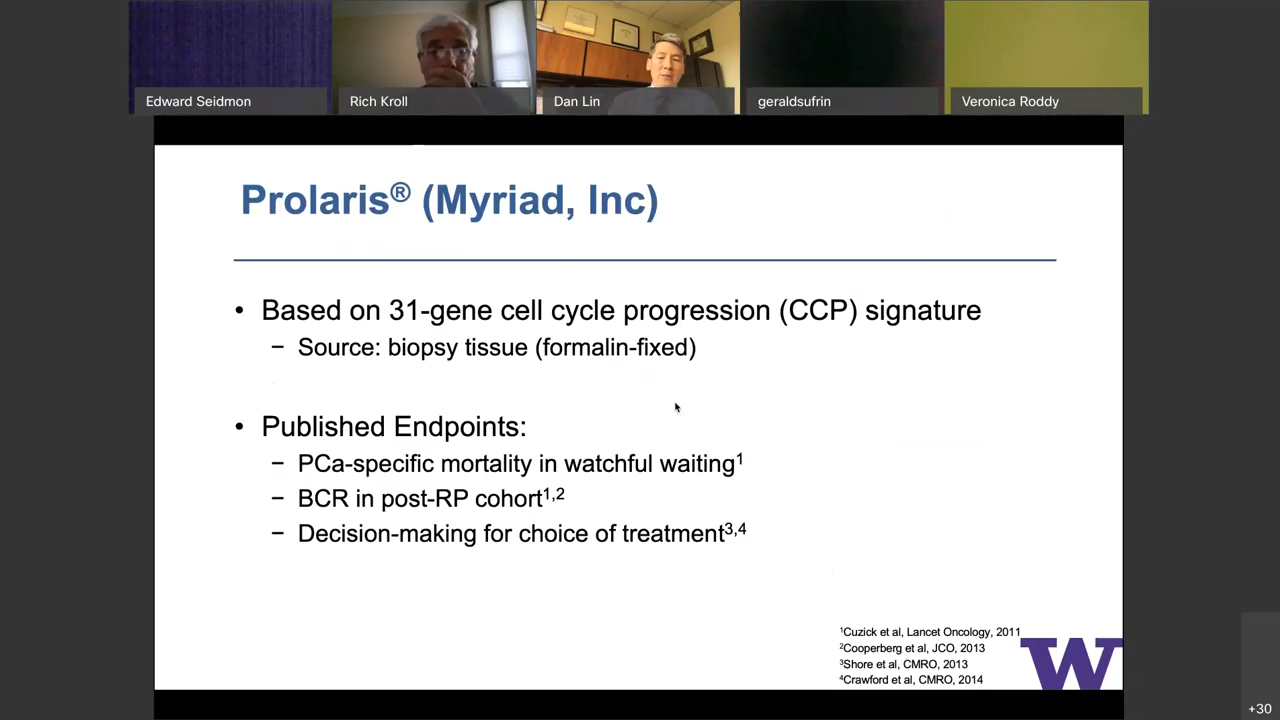 Edward Seidmon
Rich Kroll
Dan Lin
geraldsufrin
Veronica Roddy
Prolaris® (Myriad, Inc)
• Based on 31-gene cell cycle progression (CCP) signature
− Source: biopsy tissue (formalin-fixed)
• Published Endpoints:
− PCa-specific mortality in watchful waiting¹
− BCR in post-RP cohort¹,²
− Decision-making for choice of treatment³,⁴
¹Cuzick et al, Lancet Oncology, 2011
²Cooperberg et al, JCO, 2013
³Shore et al, CMRO, 2013
⁴Crawford et al, CMRO, 2014
W
+30